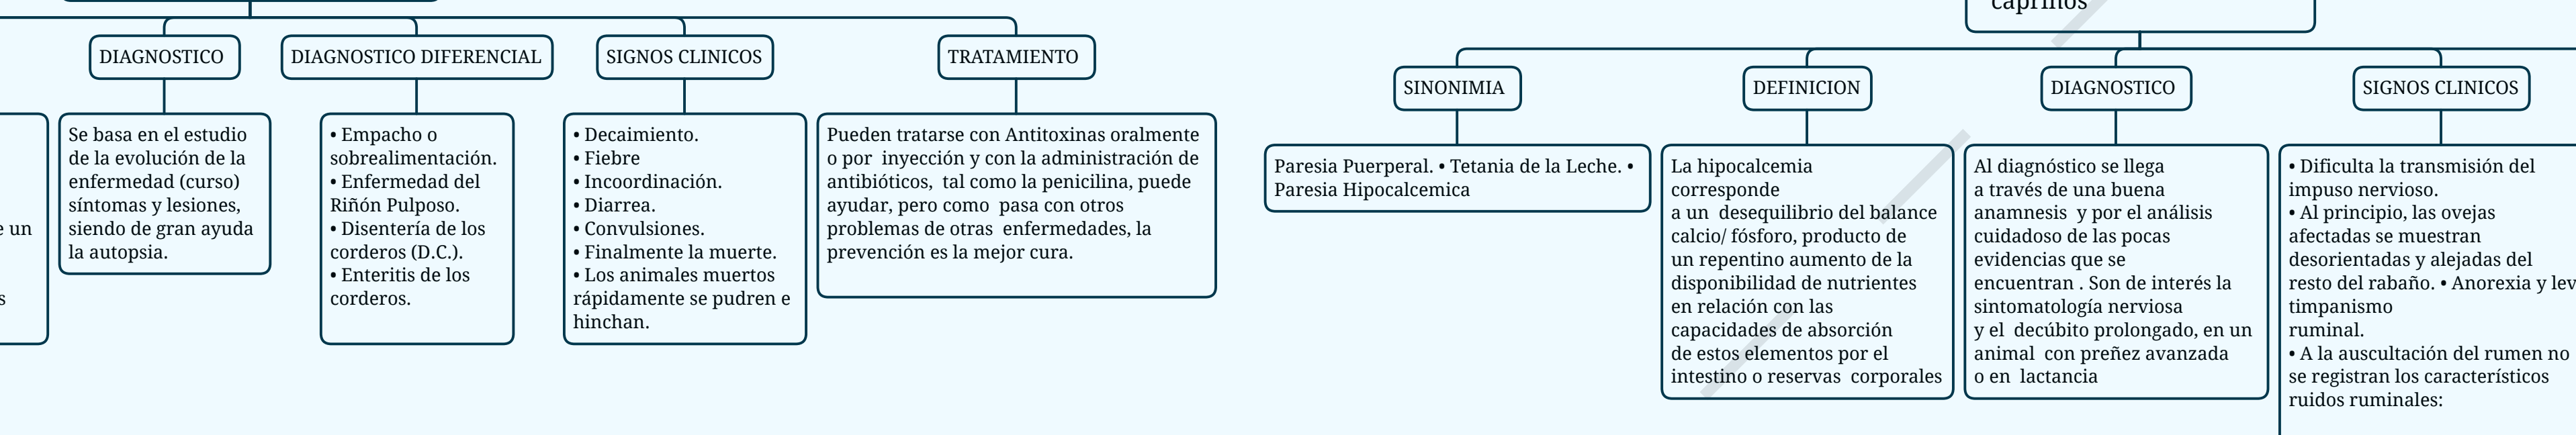 caprinos
DIAGNOSTICO
DIAGNOSTICO DIFERENCIAL
SIGNOS CLINICOS
TRATAMIENTO
SINONIMIA
DEFINICION
DIAGNOSTICO
SIGNOS CLINICOS
e un
s
Se basa en el estudio
de la evolución de la
enfermedad (curso)
síntomas y lesiones,
siendo de gran ayuda
la autopsia.
• Empacho o
sobrealimentación.
• Enfermedad del
Riñón Pulposo.
• Disentería de los
corderos (D.C.).
• Enteritis de los
corderos.
• Decaimiento.
• Fiebre
• Incoordinación.
• Diarrea.
• Convulsiones.
• Finalmente la muerte.
• Los animales muertos
rápidamente se pudren e
hinchan.
Pueden tratarse con Antitoxinas oralmente
o por inyección y con la administración de
antibióticos, tal como la penicilina, puede
ayudar, pero como pasa con otros
problemas de otras enfermedades, la
prevención es la mejor cura.
Paresia Puerperal. • Tetania de la Leche. •
Paresia Hipocalcemica
La hipocalcemia
corresponde
a un desequilibrio del balance
calcio/ fósforo, producto de
un repentino aumento de la
disponibilidad de nutrientes
en relación con las
capacidades de absorción
de estos elementos por el
intestino o reservas corporales
Al diagnóstico se llega
a través de una buena
anamnesis y por el análisis
cuidadoso de las pocas
evidencias que se
encuentran . Son de interés la
sintomatología nerviosa
y el decúbito prolongado, en un
animal con preñez avanzada
o en lactancia
• Dificulta la transmisión del
impuso nervioso.
• Al principio, las ovejas
afectadas se muestran
desorientadas y alejadas del
resto del rabaño. • Anorexia y lev
timpanismo
ruminal.
• A la auscultación del rumen no
se registran los característicos
ruidos ruminales: